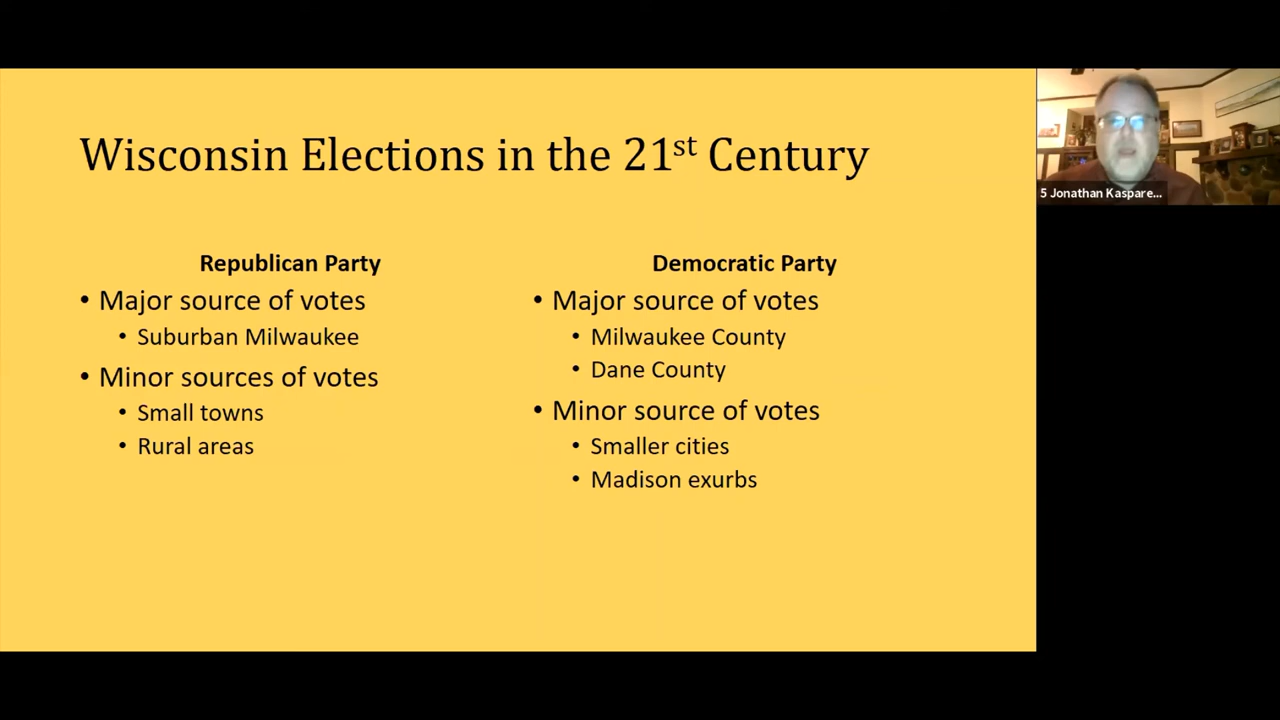 Wisconsin Elections in the 21st Century
Republican Party
• Major source of votes
• Suburban Milwaukee
• Minor sources of votes
• Small towns
• Rural areas
Democratic Party
• Major source of votes
• Milwaukee County
• Dane County
• Minor source of votes
• Smaller cities
• Madison exurbs
5 Jonathan Kaspare...